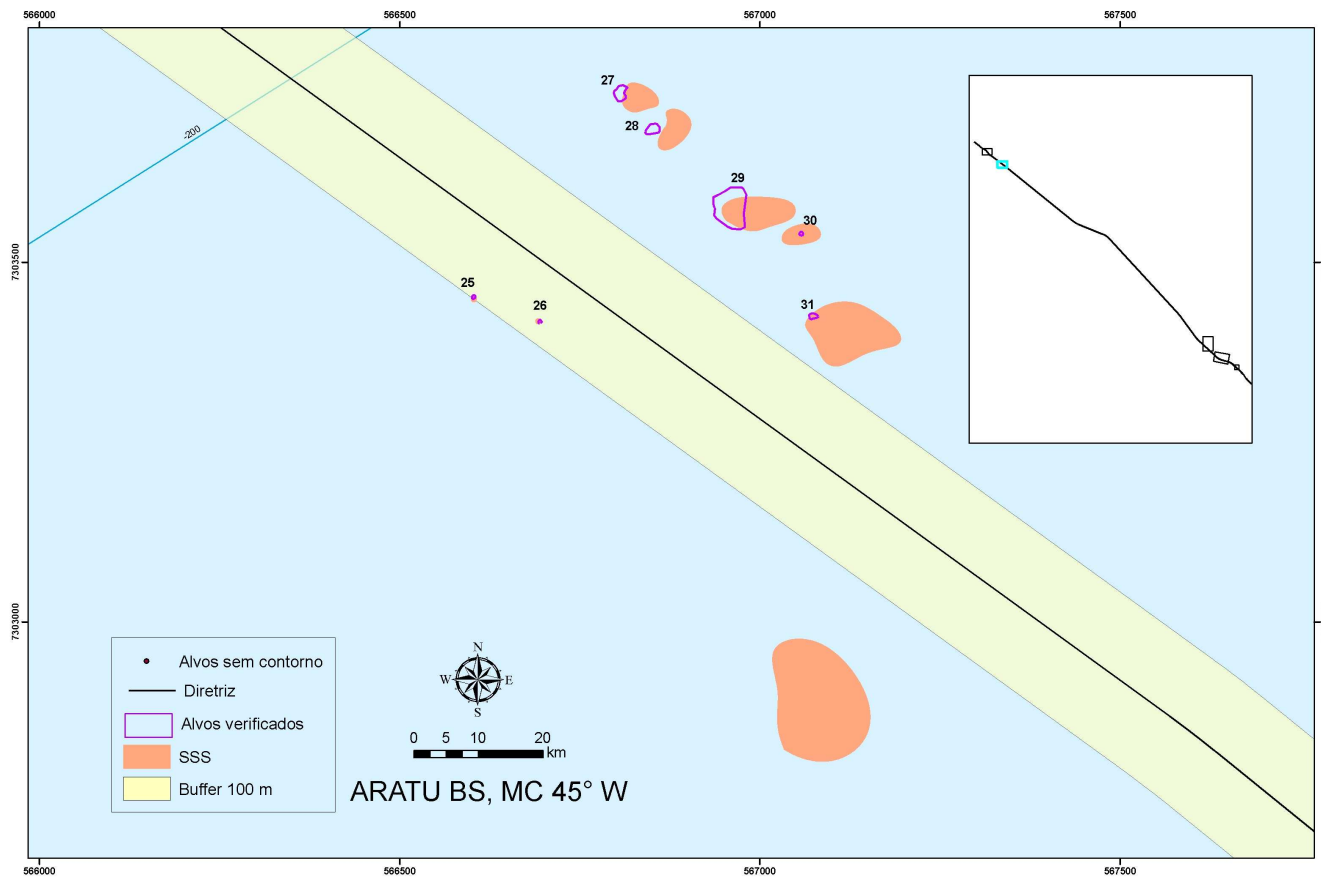 566000 566500 567000 567500
27
28
-200
29
30
7303500
25
26
31
7303000
Alvos sem contorno
Diretriz
Alvos verificados
SSS
Buffer 100 m
N
W E
S
0 5 10 20
km
ARATU BS, MC 45° W
566000 566500 567000 567500